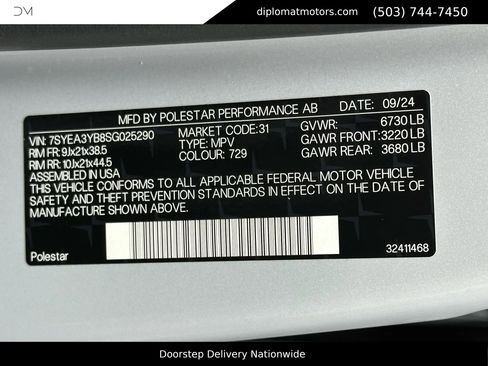 DM
diplomatmotors.com (503) 744-7450
MFD BY POLESTAR PERFORMANCE AB DATE: 09/24
VIN: 7SYEA3YB8SG025290 MARKET CODE:31 GVWR: 6730 LB
RIM FR: 9Jx21x38.5 TYPE: MPV GAWR FRONT:3220 LB
RIM RR: 10Jx21x44.5 COLOUR: 729 GAWR REAR: 3680 LB
ASSEMBLED IN USA
THIS VEHICLE CONFORMS TO ALL APPLICABLE FEDERAL MOTOR VEHICLE
SAFETY AND THEFT PREVENTION STANDARDS IN EFFECT ON THE DATE OF
MANUFACTURE SHOWN ABOVE.
Polestar 32411468
Doorstep Delivery Nationwide